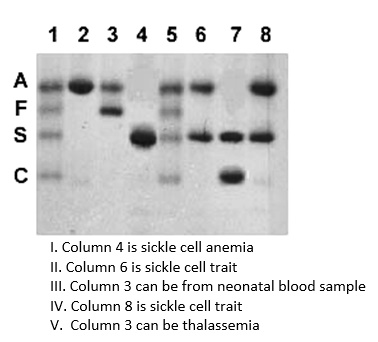 1 2 3 4 5 6 7 8
A
F
S
C
I. Column 4 is sickle cell anemia
II. Column 6 is sickle cell trait
III. Column 3 can be from neonatal blood sample
IV. Column 8 is sickle cell trait
V. Column 3 can be thalassemia